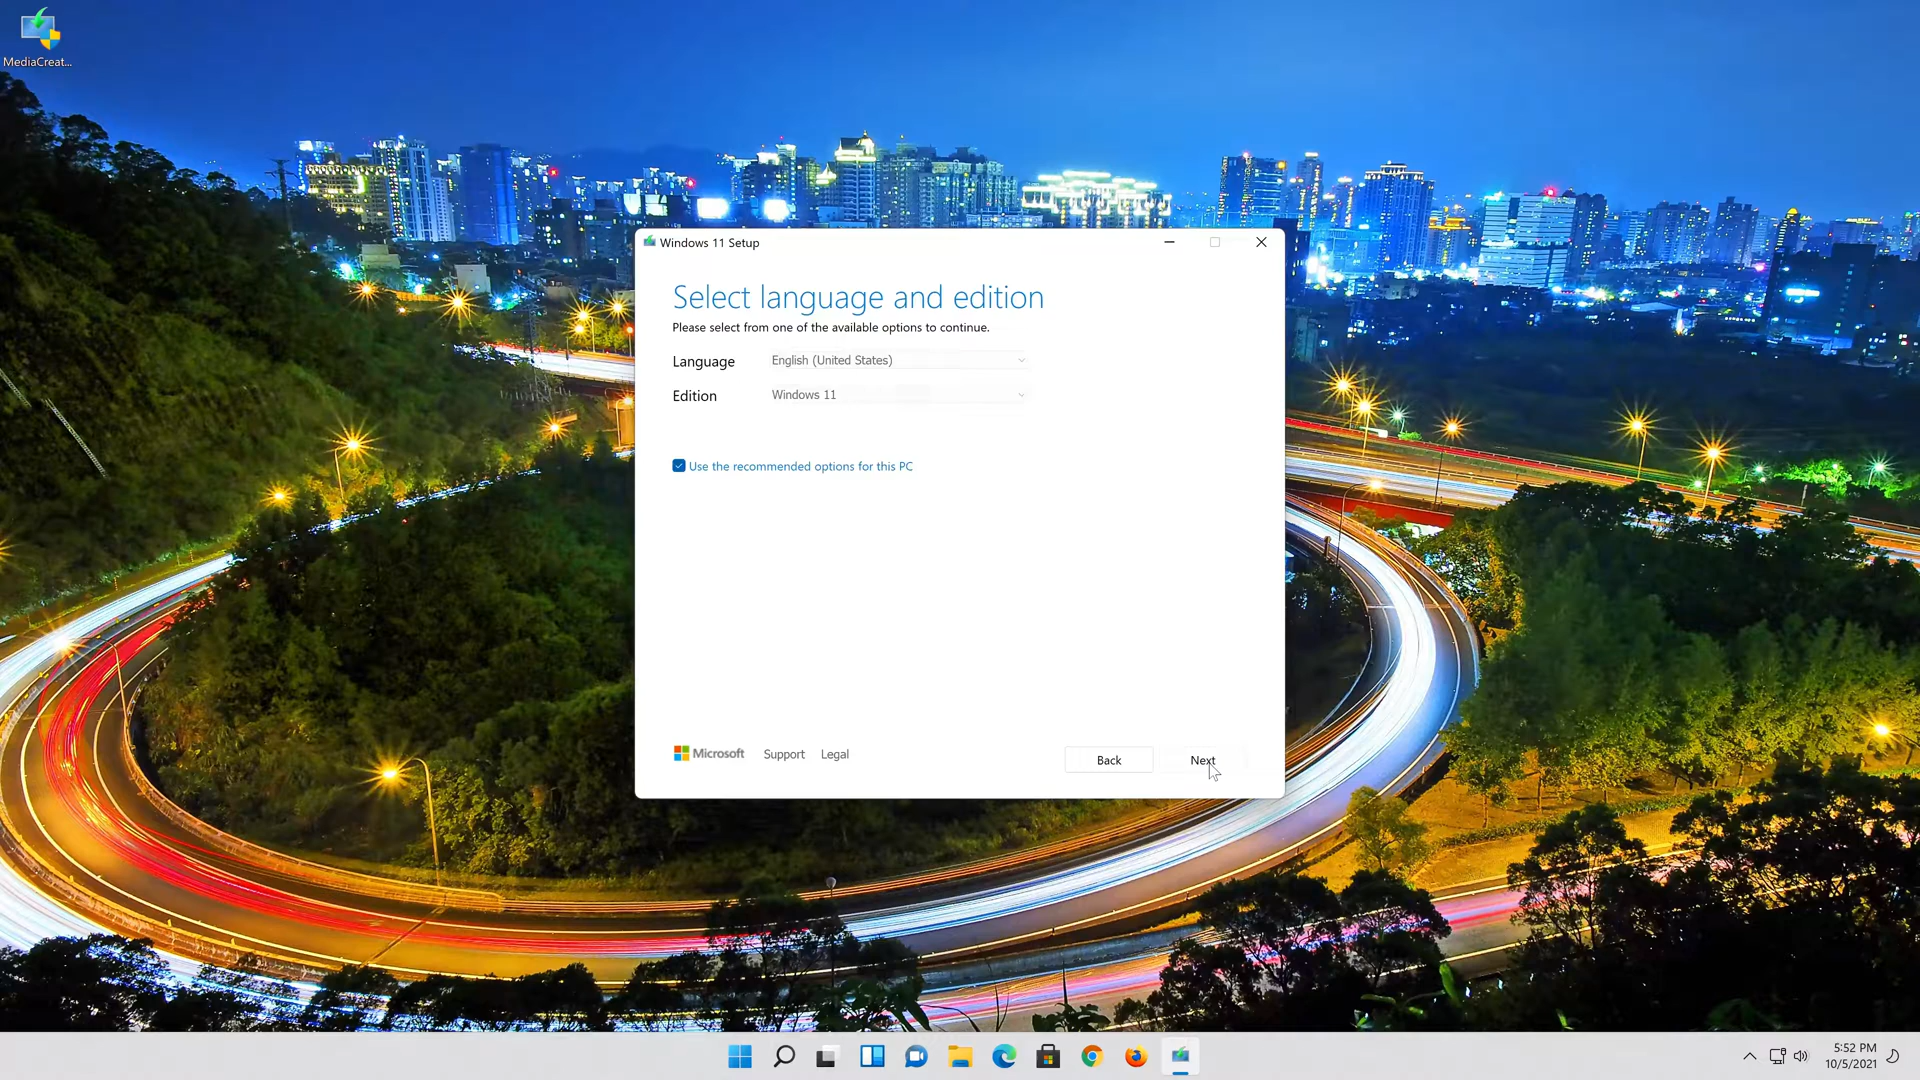 MediaCreat...
Windows 11 Setup
Select language and edition
Please select from one of the available options to continue.
Language English (United States)
Edition Windows 11
Use the recommended options for this PC
Microsoft Support Legal
Back Next
5:52 PM
10/5/2021